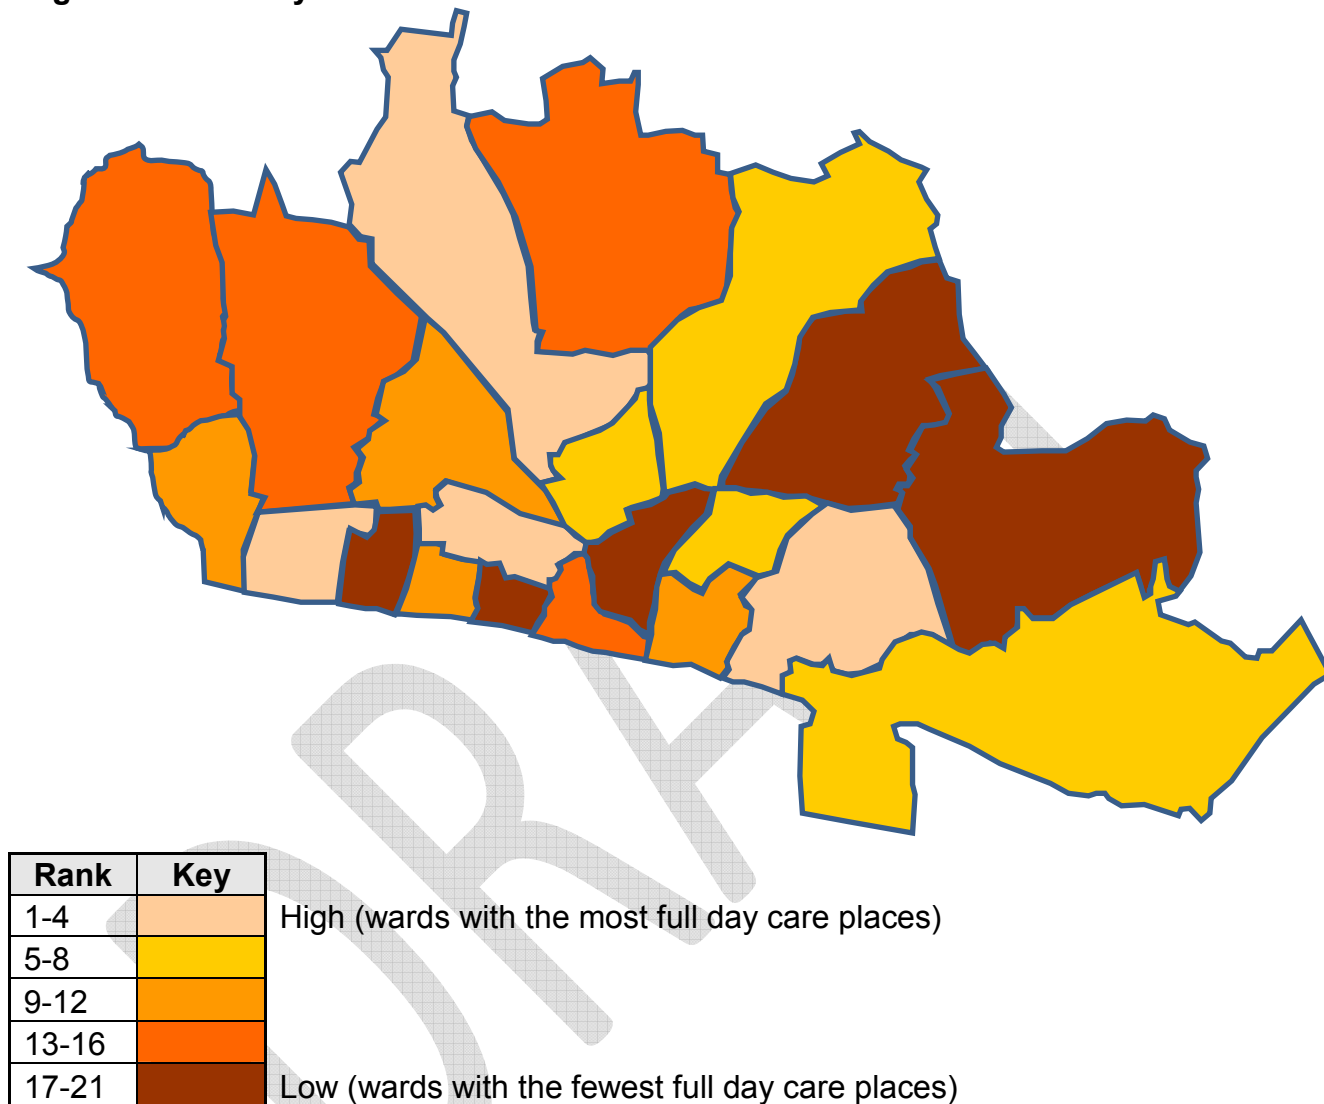 Rank Key
1-4 High (wards with the most full day care places)
5-8
9-12
13-16
17-21 Low (wards with the fewest full day care places)